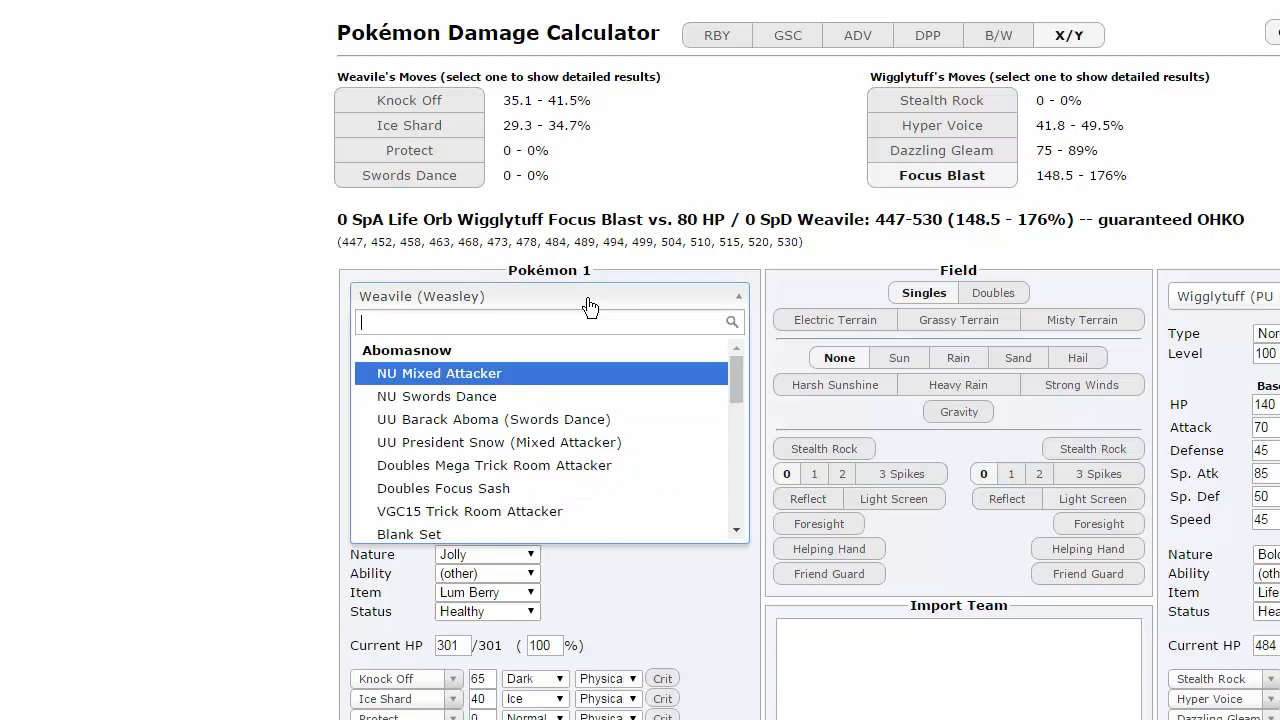 Pokémon Damage Calculator
RBY GSC ADV DPP B/W X/Y
Weavile's Moves (select one to show detailed results)
Knock Off 35.1 - 41.5%
Ice Shard 29.3 - 34.7%
Protect 0 - 0%
Swords Dance 0 - 0%
Wigglytuff's Moves (select one to show detailed results)
Stealth Rock 0 - 0%
Hyper Voice 41.8 - 49.5%
Dazzling Gleam 75 - 89%
Focus Blast 148.5 - 176%
0 SpA Life Orb Wigglytuff Focus Blast vs. 80 HP / 0 SpD Weavile: 447-530 (148.5 - 176%) -- guaranteed OHKO
(447, 452, 458, 463, 468, 473, 478, 484, 489, 494, 499, 504, 510, 515, 520, 530)
Pokémon 1
Weavile (Weasley)
Abomasnow
NU Mixed Attacker
NU Swords Dance
UU Barack Aboma (Swords Dance)
UU President Snow (Mixed Attacker)
Doubles Mega Trick Room Attacker
Doubles Focus Sash
VGC15 Trick Room Attacker
Blank Set
Nature Jolly
Ability (other)
Item Lum Berry
Status Healthy
Current HP 301 /301 ( 100 %)
Knock Off 65 Dark Physica Crit
Ice Shard 40 Ice Physica Crit
Protect 0 Normal Physica Crit
Field
Singles Doubles
Electric Terrain Grassy Terrain Misty Terrain
None Sun Rain Sand Hail
Harsh Sunshine Heavy Rain Strong Winds
Gravity
Stealth Rock Stealth Rock
0 1 2 3 Spikes 0 1 2 3 Spikes
Reflect Light Screen Reflect Light Screen
Foresight Foresight
Helping Hand Helping Hand
Friend Guard Friend Guard
Import Team
Wigglytuff (PU
Type Nor
Level 100
Base
HP 140
Attack 70
Defense 45
Sp. Atk 85
Sp. Def 50
Speed 45
Nature Bol
Ability (oth
Item Life
Status Hea
Current HP 484
Stealth Rock
Hyper Voice
Dazzling Gleam